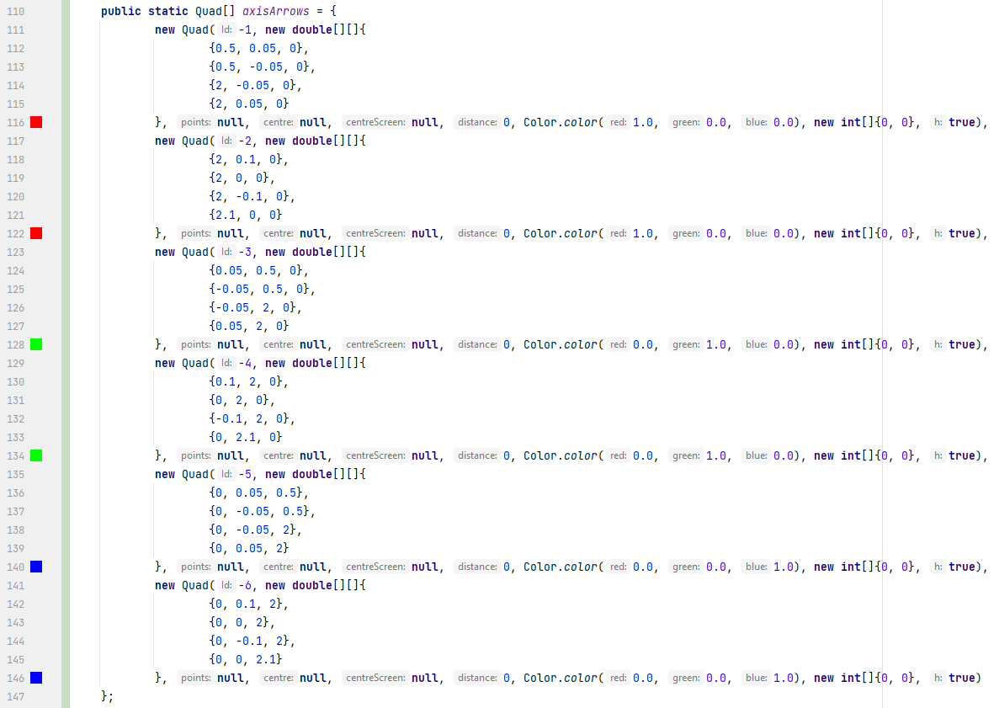 110 public static Quad[] axisArrows = {
111 new Quad( Id: -1, new double[][]{
112 {0.5, 0.05, 0},
113 {0.5, -0.05, 0},
114 {2, -0.05, 0},
115 {2, 0.05, 0}
116 }, points: null, centre: null, centreScreen: null, distance: 0, Color.color( red: 1.0, green: 0.0, blue: 0.0), new int[]{0, 0}, h: true),
117 new Quad( Id: -2, new double[][]{
118 {2, 0.1, 0},
119 {2, 0, 0},
120 {2, -0.1, 0},
121 {2.1, 0, 0}
122 }, points: null, centre: null, centreScreen: null, distance: 0, Color.color( red: 1.0, green: 0.0, blue: 0.0), new int[]{0, 0}, h: true),
123 new Quad( Id: -3, new double[][]{
124 {0.05, 0.5, 0},
125 {-0.05, 0.5, 0},
126 {-0.05, 2, 0},
127 {0.05, 2, 0}
128 }, points: null, centre: null, centreScreen: null, distance: 0, Color.color( red: 0.0, green: 1.0, blue: 0.0), new int[]{0, 0}, h: true),
129 new Quad( Id: -4, new double[][]{
130 {0.1, 2, 0},
131 {0, 2, 0},
132 {-0.1, 2, 0},
133 {0, 2.1, 0}
134 }, points: null, centre: null, centreScreen: null, distance: 0, Color.color( red: 0.0, green: 1.0, blue: 0.0), new int[]{0, 0}, h: true),
135 new Quad( Id: -5, new double[][]{
136 {0, 0.05, 0.5},
137 {0, -0.05, 0.5},
138 {0, -0.05, 2},
139 {0, 0.05, 2}
140 }, points: null, centre: null, centreScreen: null, distance: 0, Color.color( red: 0.0, green: 0.0, blue: 1.0), new int[]{0, 0}, h: true),
141 new Quad( Id: -6, new double[][]{
142 {0, 0.1, 2},
143 {0, 0, 2},
144 {0, -0.1, 2},
145 {0, 0, 2.1}
146 }, points: null, centre: null, centreScreen: null, distance: 0, Color.color( red: 0.0, green: 0.0, blue: 1.0), new int[]{0, 0}, h: true)
147 };